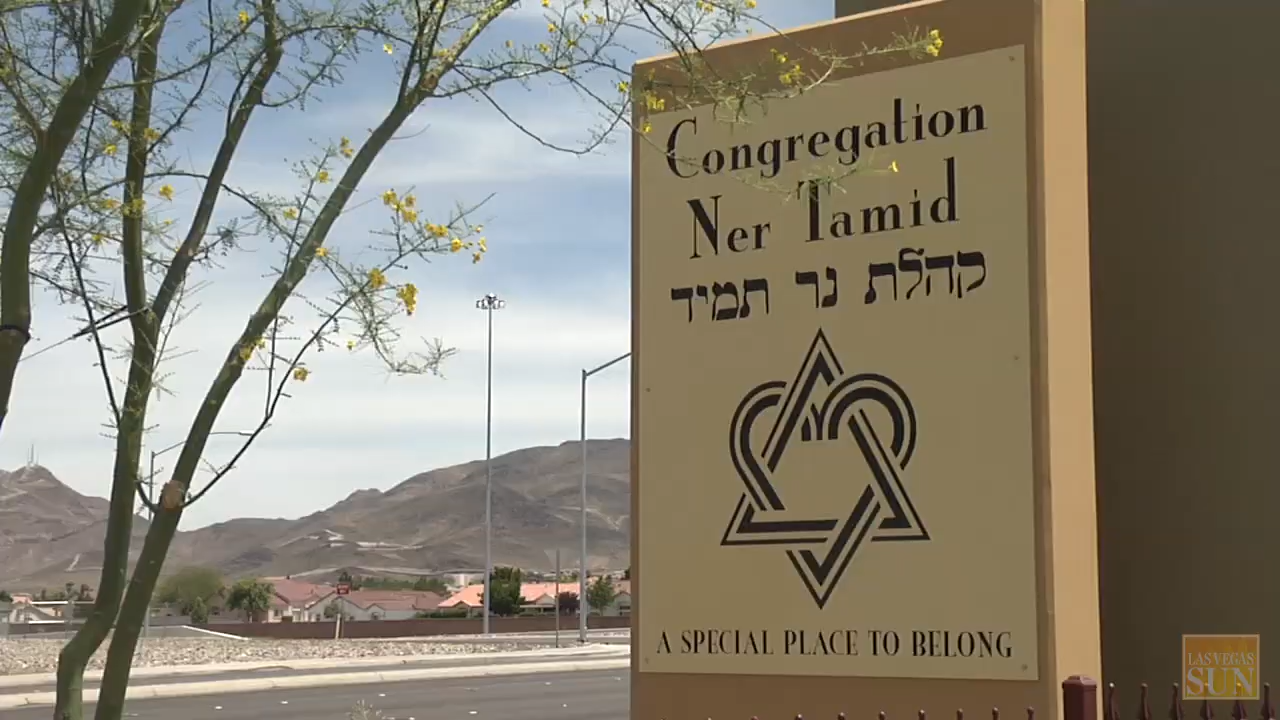 Congregation
Ner Tamid
קהלת נר תמיד
A SPECIAL PLACE TO BELONG
LAS VEGAS
SUN